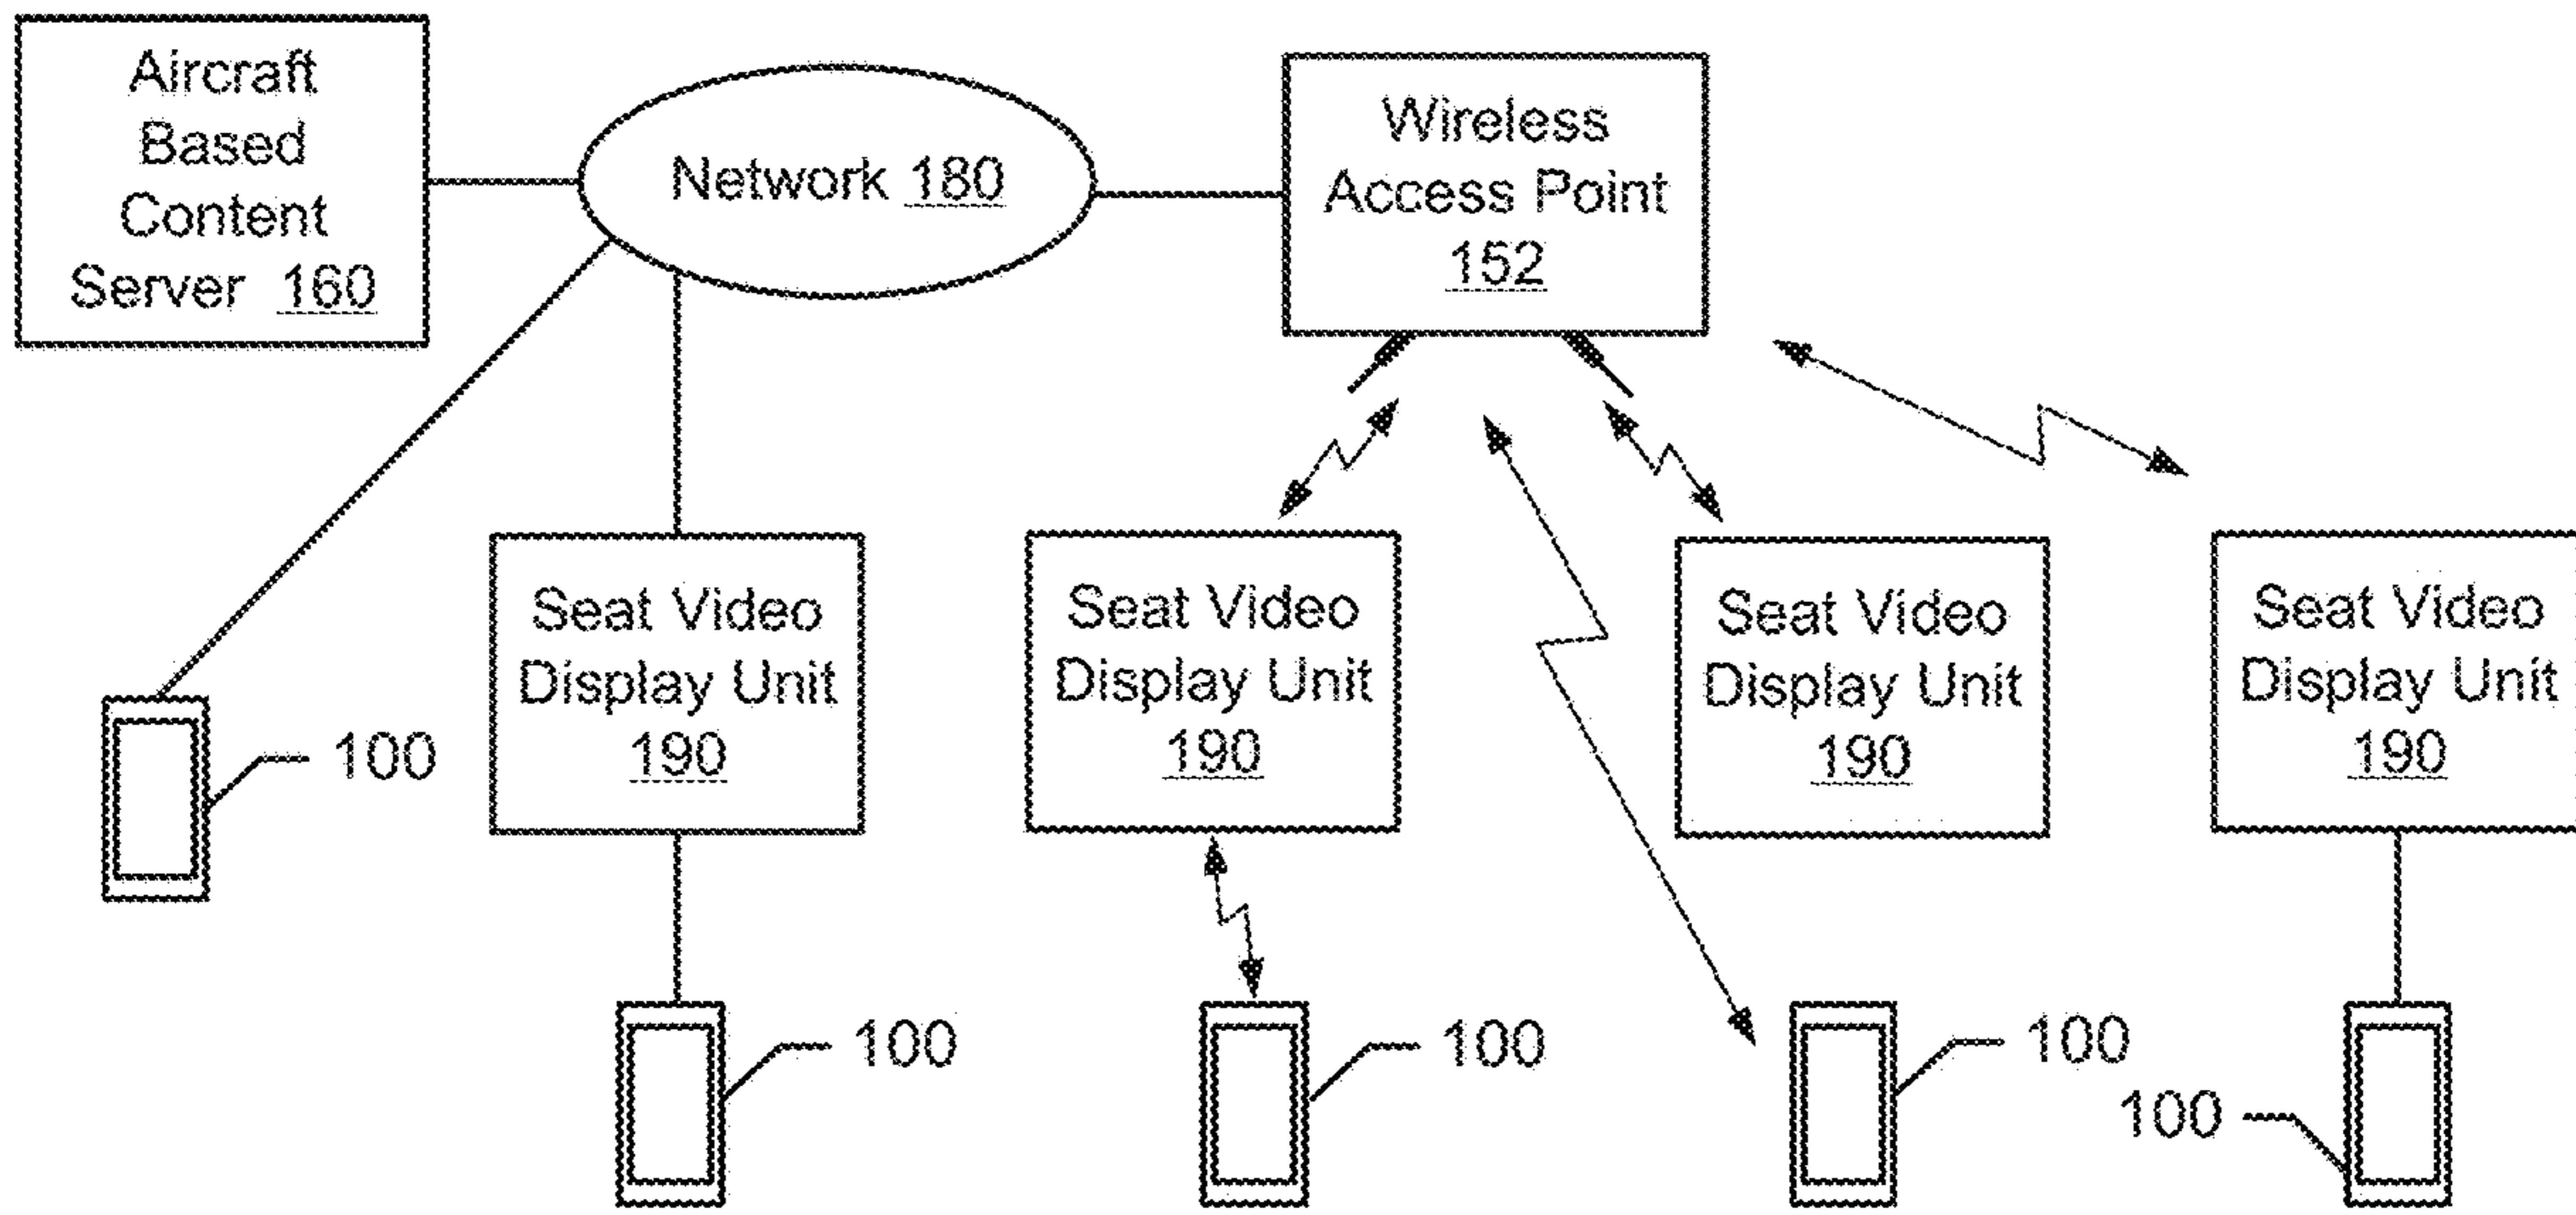 Aircraft
Based
Content
Server 160
Network 180
Wireless
Access Point
152
Seat Video
Display Unit
190
Seat Video
Display Unit
190
Seat Video
Display Unit
190
Seat Video
Display Unit
190
100
100
100
100
100